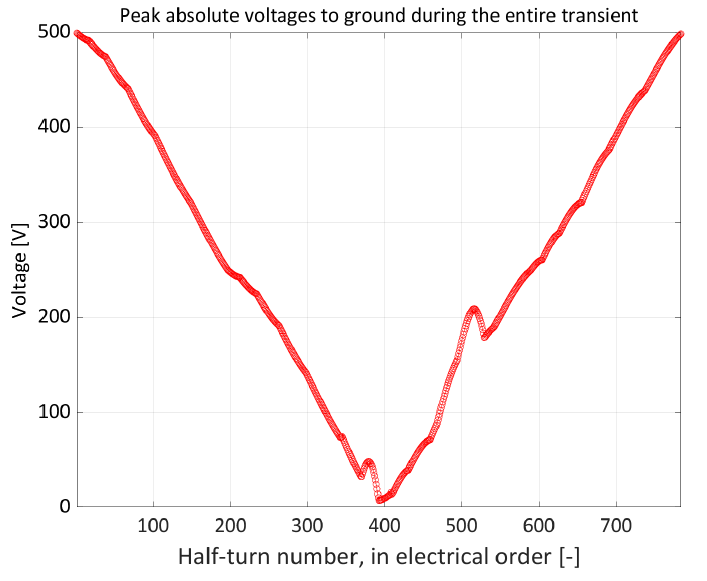 Peak absolute voltages to ground during the entire transient
500
400
300
200
100
0
Voltage [V]
100 200 300 400 500 600 700
Half-turn number, in electrical order [-]